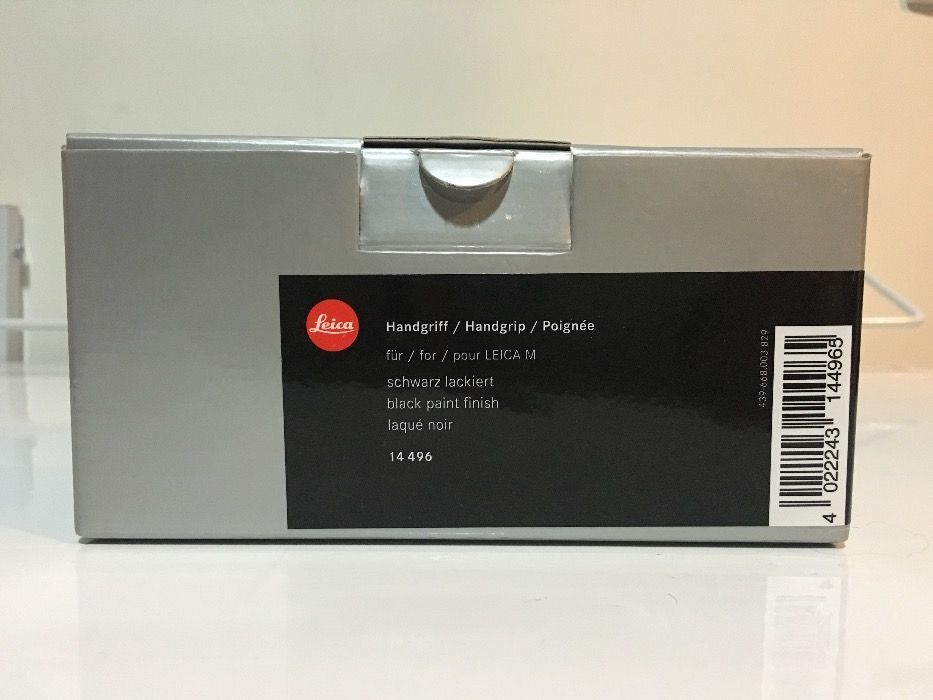 Leica
Handgriff / Handgrip / Poignée
für / for / pour LEICA M
schwarz lackiert
black paint finish
laqué noir
14 496
439-668.003 829
4 022243 144965